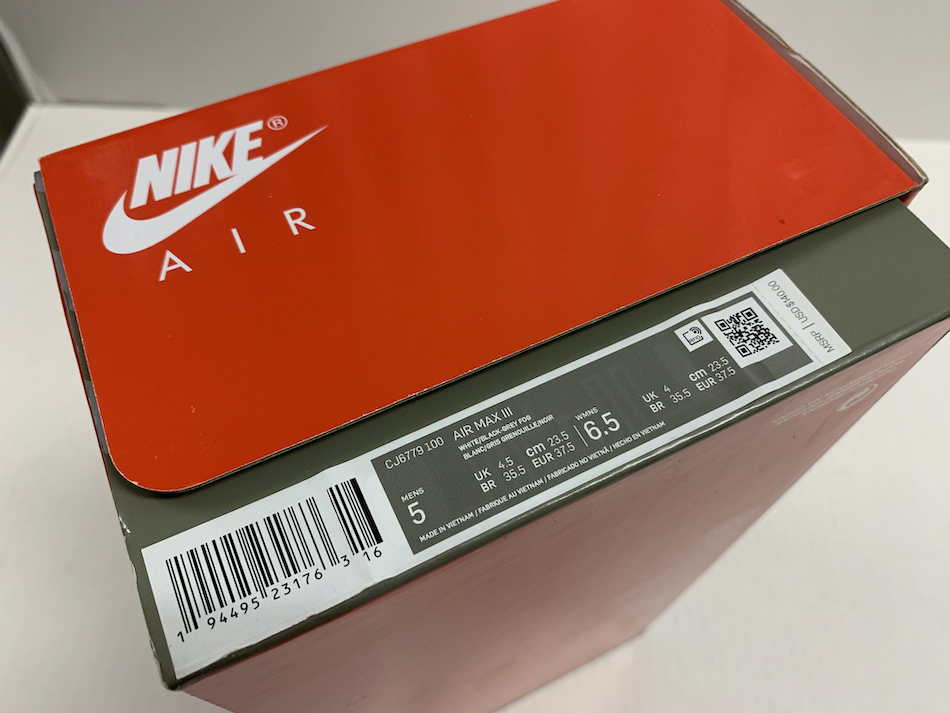 NIKE®
AIR
MSRP | USD $140.00
CJ6779 100 AIR MAX III
WHITE/BLACK-GREY FOG
BLANC/GRIS GRENOUILLE/NOIR
MENS
5
UK 4.5 cm 23.5
BR 35.5 EUR 37.5
WMNS
6.5
UK 4 cm 23.5
BR 35.5 EUR 37.5
MADE IN VIETNAM / FABRIQUE AU VIETNAM / FABRICADO NO VIETNÃ / HECHO EN VIETNAM
1 94495 23176 3 16